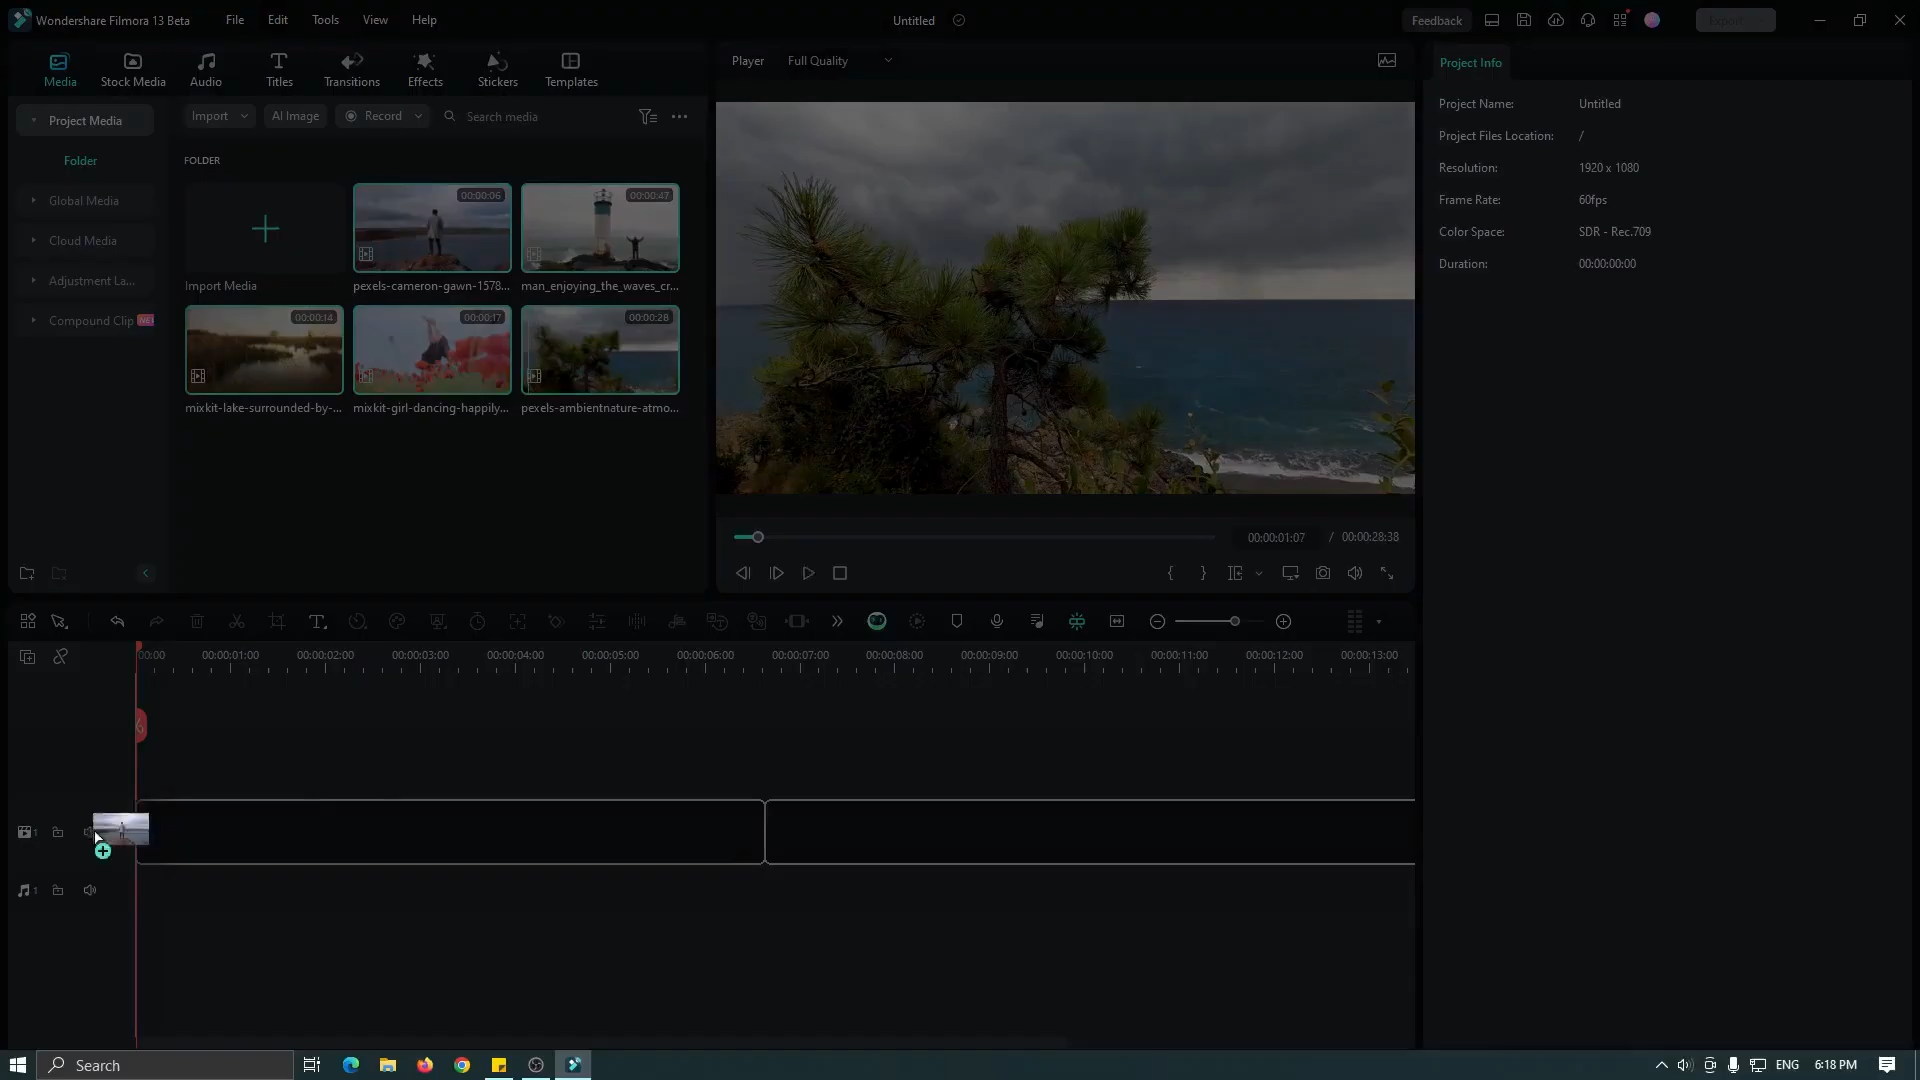 Wondershare Filmora 13 Beta File Edit Tools View Help Untitled Feedback Export
Media Stock Media Audio Titles Transitions Effects Stickers Templates
Player Full Quality
Project Info
Project Name: Untitled
Project Files Location: /
Resolution: 1920 x 1080
Frame Rate: 60fps
Color Space: SDR - Rec.709
Duration: 00:00:00:00
Project Media
Folder
Global Media
Cloud Media
Adjustment La...
Compound Clip NEW
Import AI Image Record Search media
FOLDER
00:00:06 00:00:47
Import Media pexels-cameron-gawn-1578... man_enjoying_the_waves_cr...
00:00:14 00:00:17 00:00:28
mixkit-lake-surrounded-by-... mixkit-girl-dancing-happily... pexels-ambientnature-atmo...
00:00:01:07 / 00:00:28:38
00:00 00:00:01:00 00:00:02:00 00:00:03:00 00:00:04:00 00:00:05:00 00:00:06:00 00:00:07:00 00:00:08:00 00:00:09:00 00:00:10:00 00:00:11:00 00:00:12:00 00:00:13:00
1
1
Search ENG 6:18 PM